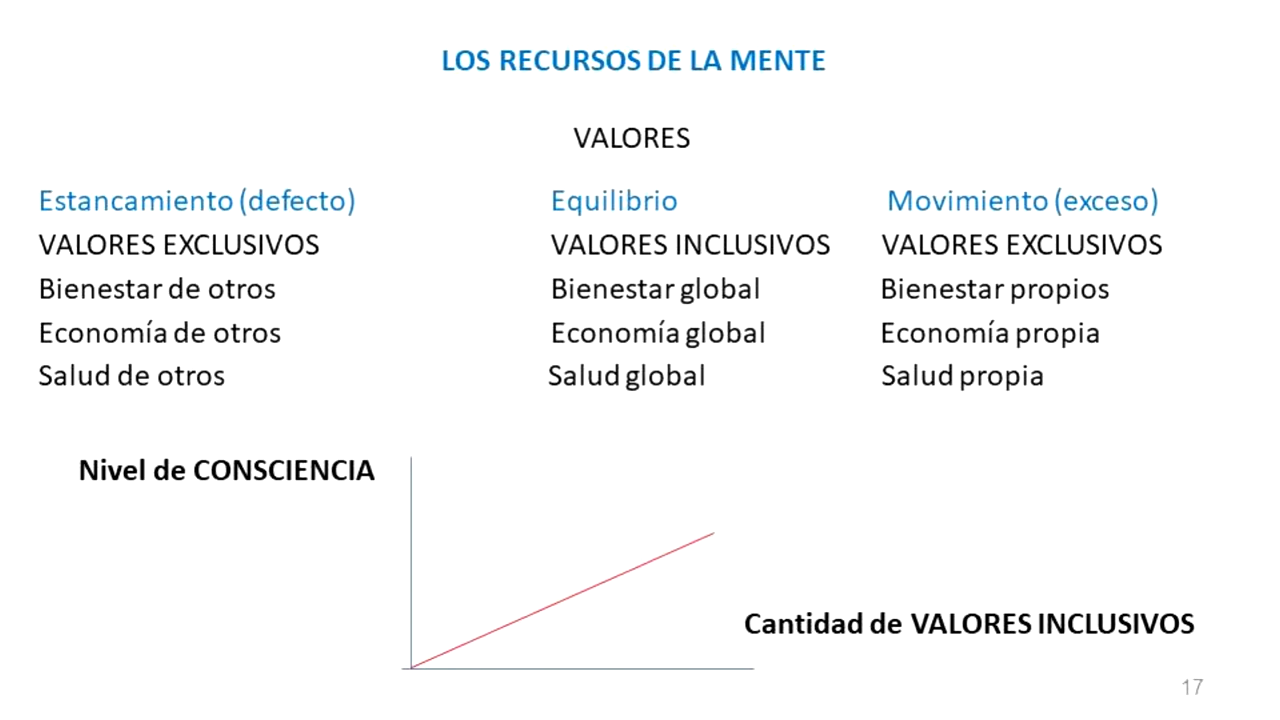 LOS RECURSOS DE LA MENTE
VALORES
Estancamiento (defecto) Equilibrio Movimiento (exceso)
VALORES EXCLUSIVOS VALORES INCLUSIVOS VALORES EXCLUSIVOS
Bienestar de otros Bienestar global Bienestar propios
Economía de otros Economía global Economía propia
Salud de otros Salud global Salud propia
Nivel de CONSCIENCIA
Cantidad de VALORES INCLUSIVOS
17